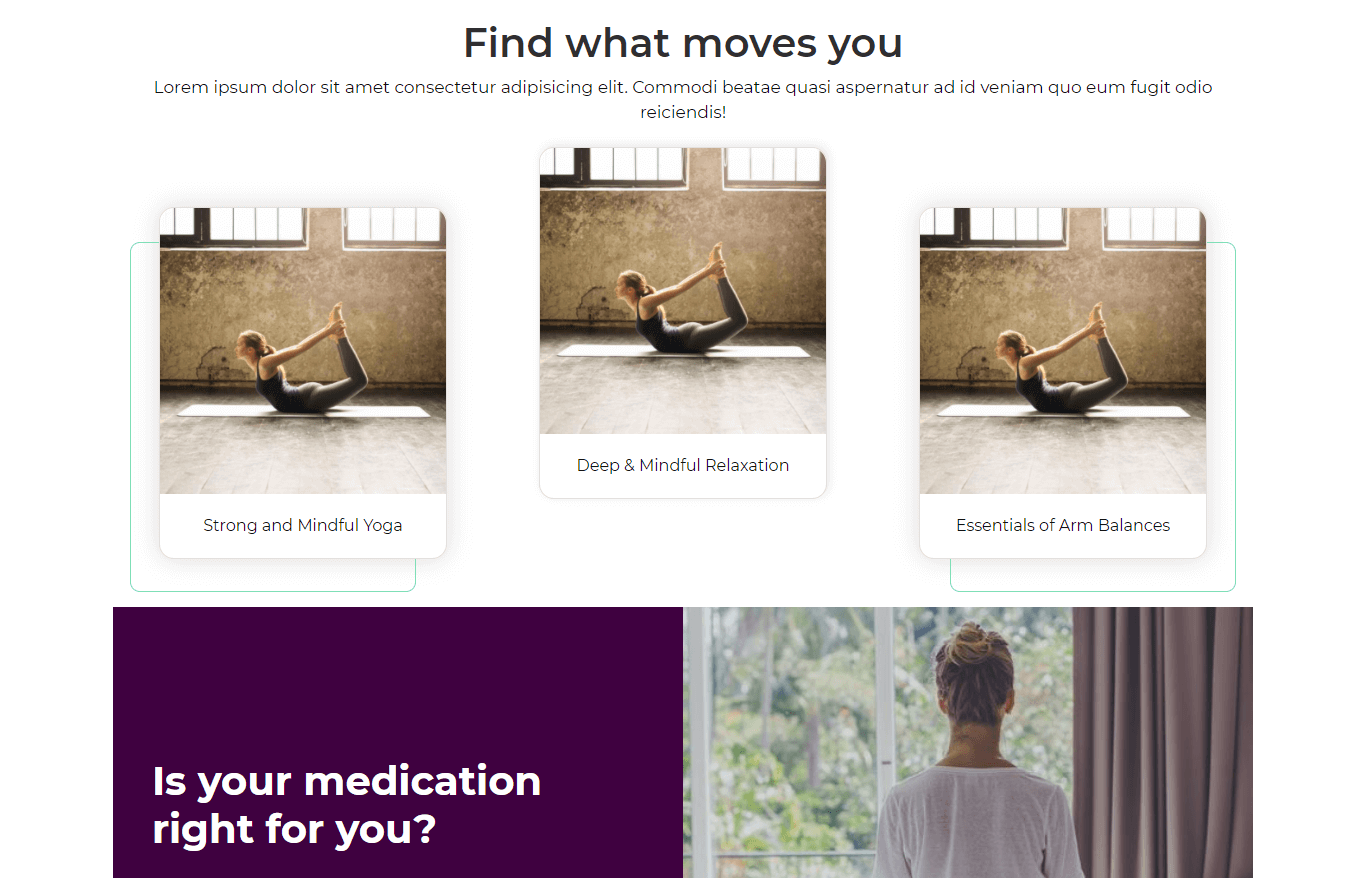 Find what moves you
Lorem ipsum dolor sit amet consectetur adipisicing elit. Commodi beatae quasi aspernatur ad id veniam quo eum fugit odio
reiciendis!
Deep & Mindful Relaxation
Strong and Mindful Yoga
Essentials of Arm Balances
Is your medication
right for you?